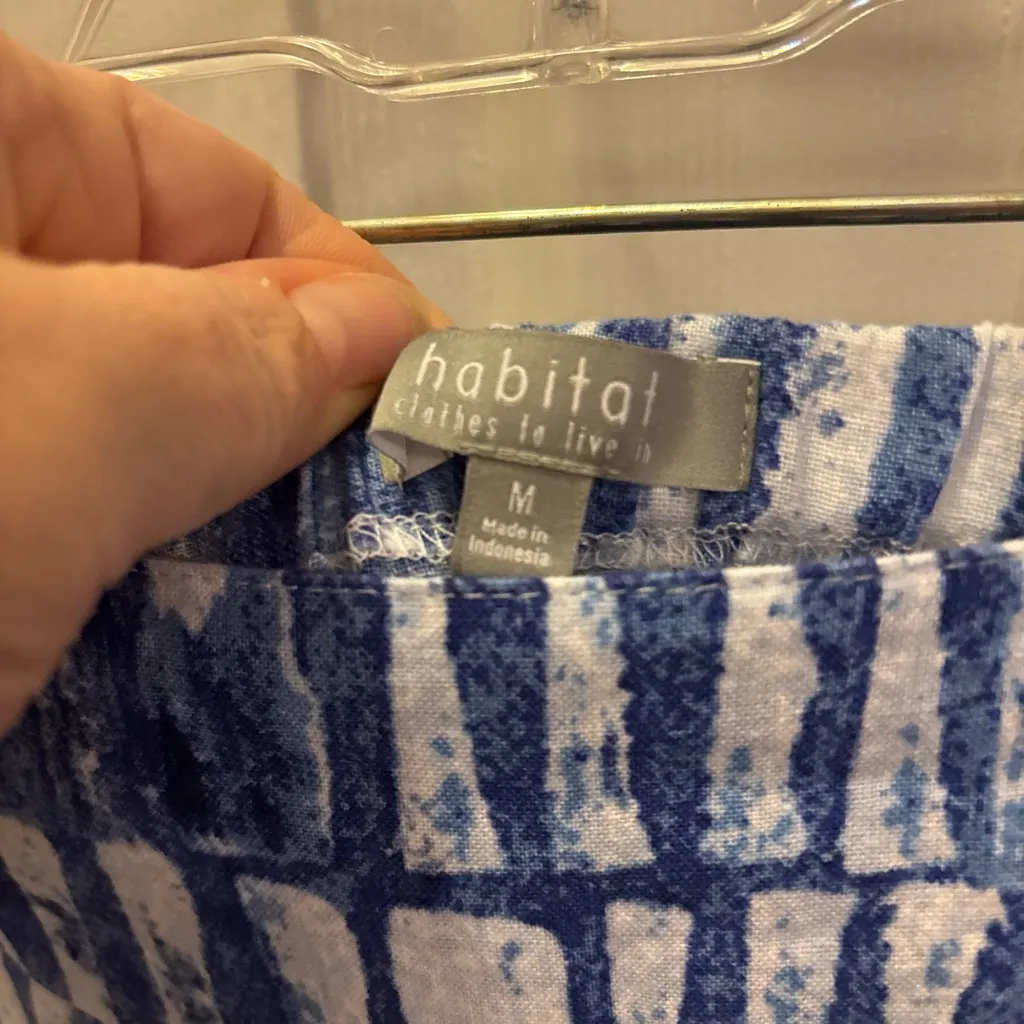 habitat
clothes to live in
M
Made in
Indonesia